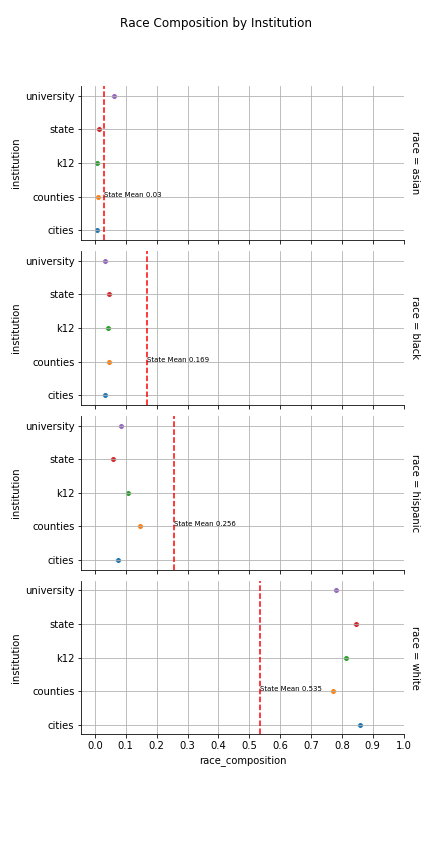 Race Composition by Institution
university
state
k12
counties
cities
institution
State Mean 0.03
race = asian
university
state
k12
counties
cities
institution
State Mean 0.169
race = black
university
state
k12
counties
cities
institution
State Mean 0.256
race = hispanic
university
state
k12
counties
cities
institution
State Mean 0.535
race = white
0.0 0.1 0.2 0.3 0.4 0.5 0.6 0.7 0.8 0.9 1.0
race_composition